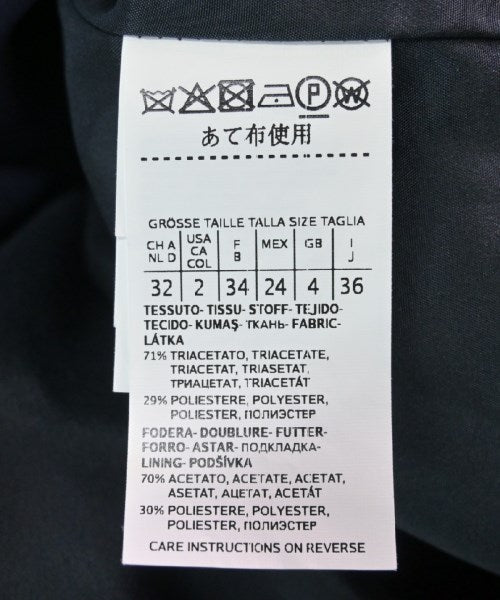 P W
あて布使用
GRÖSSE TAILLE TALLA SIZE TAGLIA
CH A USA F MEX GB I
NL D CA B J
COL
32 2 34 24 4 36
TESSUTO- TISSU- STOFF- TEJIDO-
TECIDO- KUMAŞ- ТКАНЬ- FABRIC-
LÁTKA
71% TRIACETATO, TRIACETATE,
TRIACETAT, TRIASETAT,
ТРИАЦЕТАТ, TRIACETÁT
29% POLIESTERE, POLYESTER,
POLIESTER, ПОЛИЭСТЕР
FODERA- DOUBLURE- FUTTER-
FORRO- ASTAR- ПОДКЛАДКА-
LINING- PODŠÍVKA
70% ACETATO, ACETATE, ACETAT,
ASETAT, АЦЕТАТ, ACETÁT
30% POLIESTERE, POLYESTER,
POLIESTER, ПОЛИЭСТЕР
CARE INSTRUCTIONS ON REVERSE